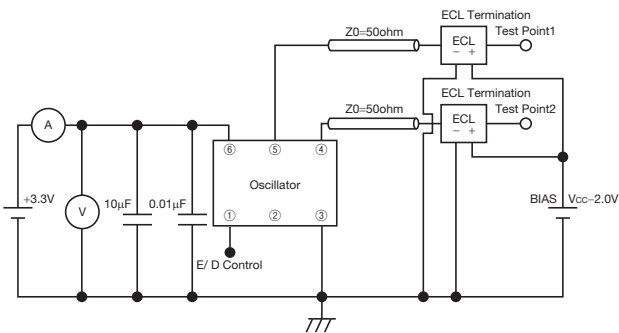 ECL Termination
Z0=50ohm
ECL
− +
Test Point1
ECL Termination
Z0=50ohm
ECL
− +
Test Point2
A
+3.3V
V
10μF
0.01μF
⑥ ⑤ ④
Oscillator
① ② ③
E/ D Control
BIAS
Vcc−2.0V